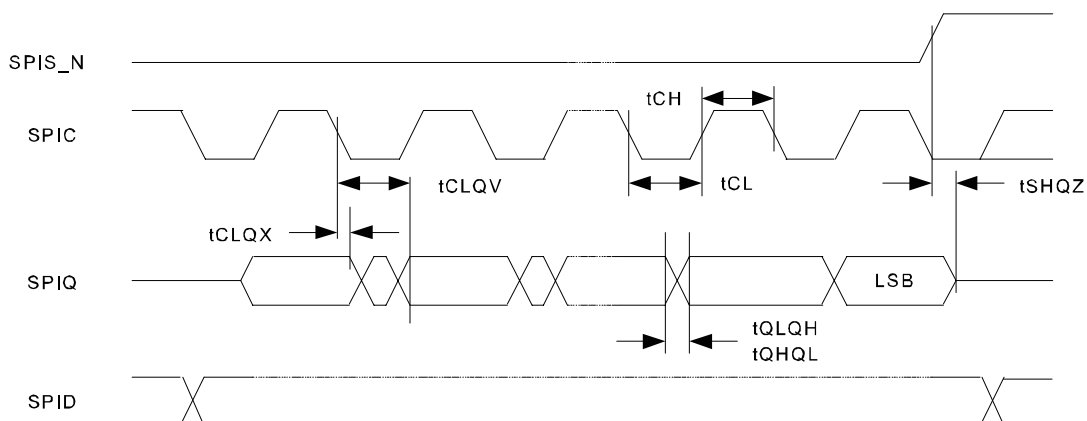 SPIS_N
tCH
SPIC
tCLQV
tCL
tSHQZ
tCLQX
SPIQ
LSB
tQLQH
tQHQL
SPID